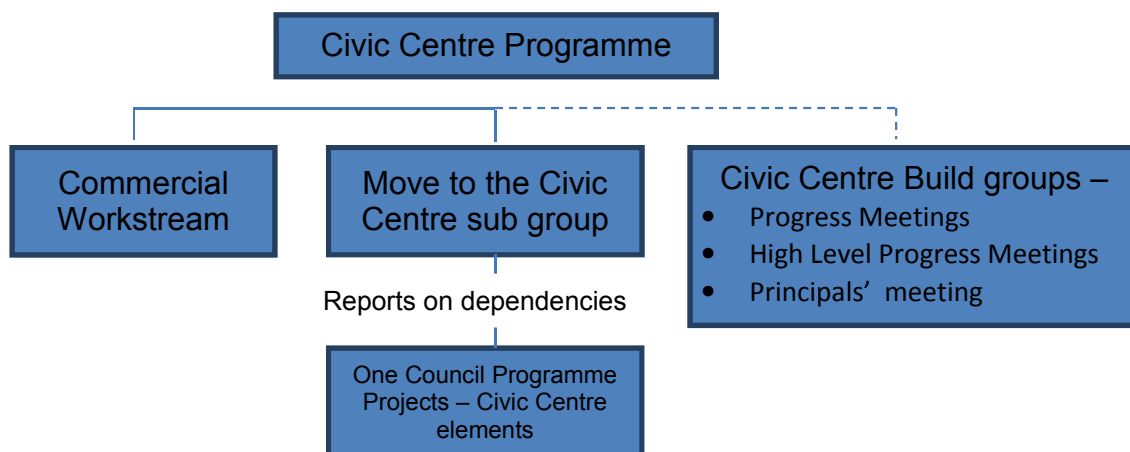 Civic Centre Programme
Commercial
Workstream
Move to the Civic
Centre sub group
Civic Centre Build groups –
• Progress Meetings
• High Level Progress Meetings
• Principals’ meeting
Reports on dependencies
One Council Programme
Projects – Civic Centre
elements